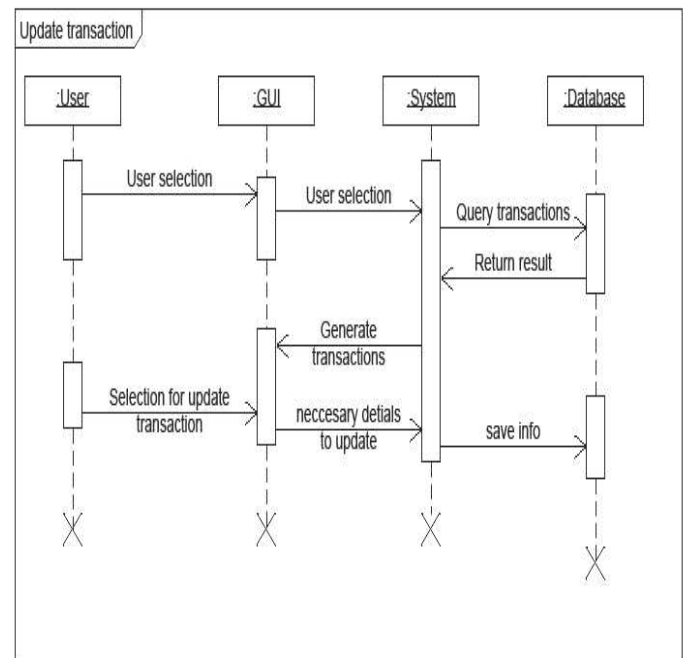 Update transaction
:User
:GUI
:System
:Database
User selection
User selection
Query transactions
Return result
Generate
transactions
Selection for update
transaction
neccesary detials
to update
save info